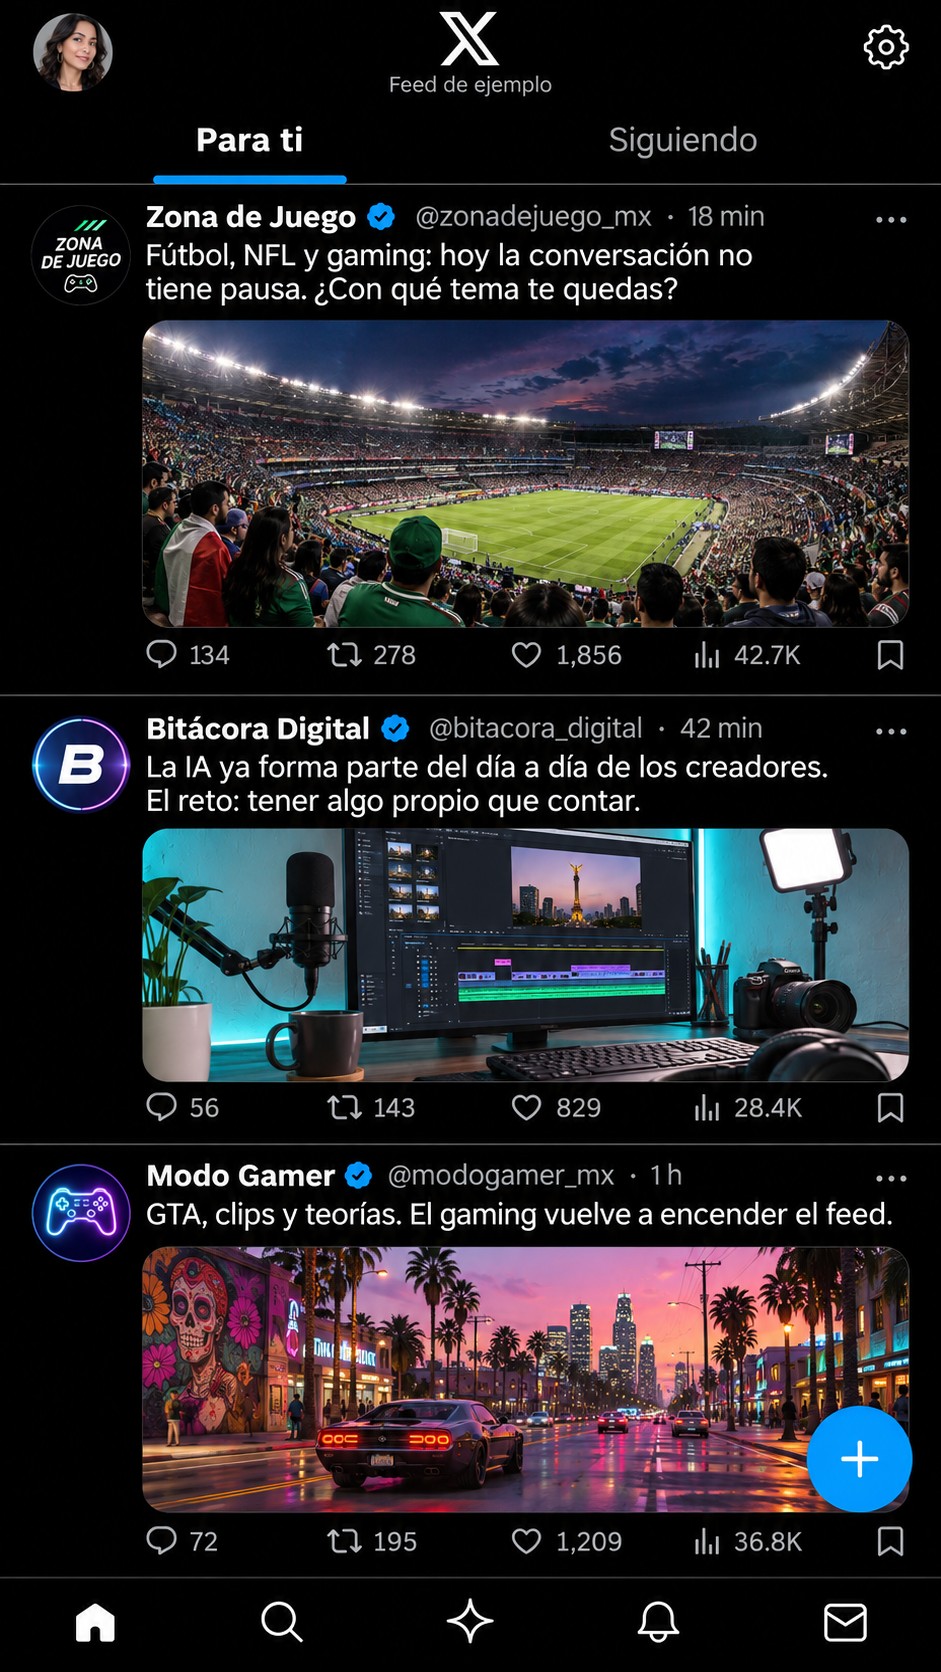 Feed de ejemplo
Para ti
Siguiendo
Zona de Juego @zonadejuego_mx · 18 min
ZONA
DE JUEGO
Fútbol, NFL y gaming: hoy la conversación no
tiene pausa. ¿Con qué tema te quedas?
134 278 1,856 42.7K
Bitácora Digital @bitacora_digital · 42 min
B
La IA ya forma parte del día a día de los creadores.
El reto: tener algo propio que contar.
56 143 829 28.4K
Modo Gamer @modogamer_mx · 1 h
GTA, clips y teorías. El gaming vuelve a encender el feed.
72 195 1,209 36.8K